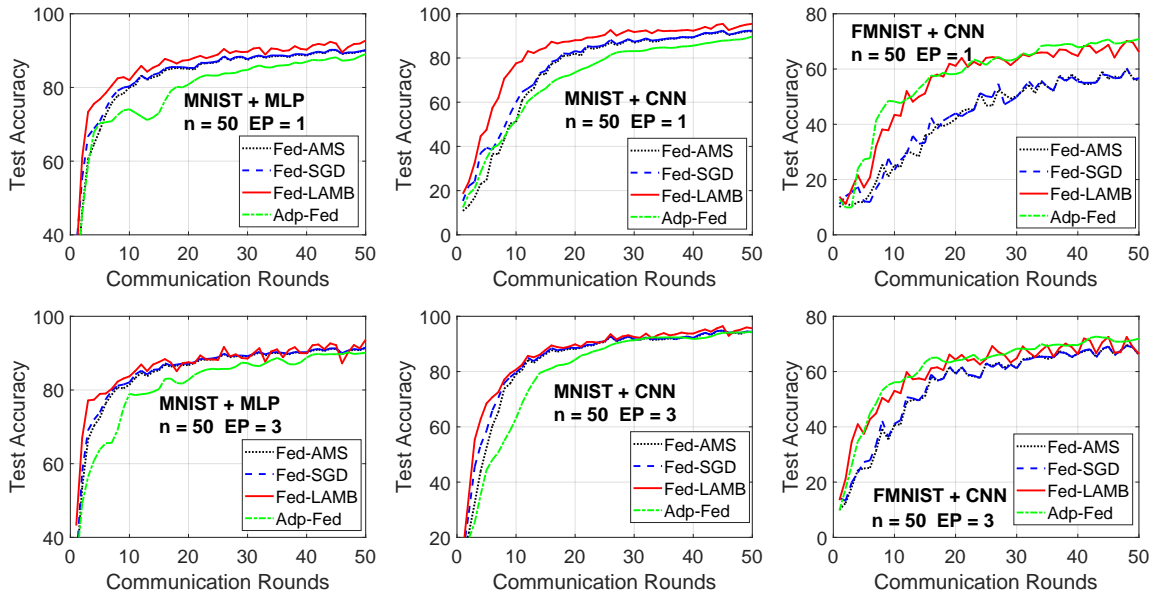 100
80
60
40
Test Accuracy
0 10 20 30 40 50
Communication Rounds
MNIST + MLP
n = 50 EP = 1
Fed-AMS
Fed-SGD
Fed-LAMB
Adp-Fed
100
80
60
40
20
0
Test Accuracy
0 10 20 30 40 50
Communication Rounds
MNIST + CNN
n = 50 EP = 1
Fed-AMS
Fed-SGD
Fed-LAMB
Adp-Fed
80
60
40
20
0
Test Accuracy
0 10 20 30 40 50
Communication Rounds
FMNIST + CNN
n = 50 EP = 1
Fed-AMS
Fed-SGD
Fed-LAMB
Adp-Fed
100
80
60
40
Test Accuracy
0 10 20 30 40 50
Communication Rounds
MNIST + MLP
n = 50 EP = 3
Fed-AMS
Fed-SGD
Fed-LAMB
Adp-Fed
100
80
60
40
20
Test Accuracy
0 10 20 30 40 50
Communication Rounds
MNIST + CNN
n = 50 EP = 3
Fed-AMS
Fed-SGD
Fed-LAMB
Adp-Fed
80
60
40
20
0
Test Accuracy
0 10 20 30 40 50
Communication Rounds
FMNIST + CNN
n = 50 EP = 3
Fed-AMS
Fed-SGD
Fed-LAMB
Adp-Fed